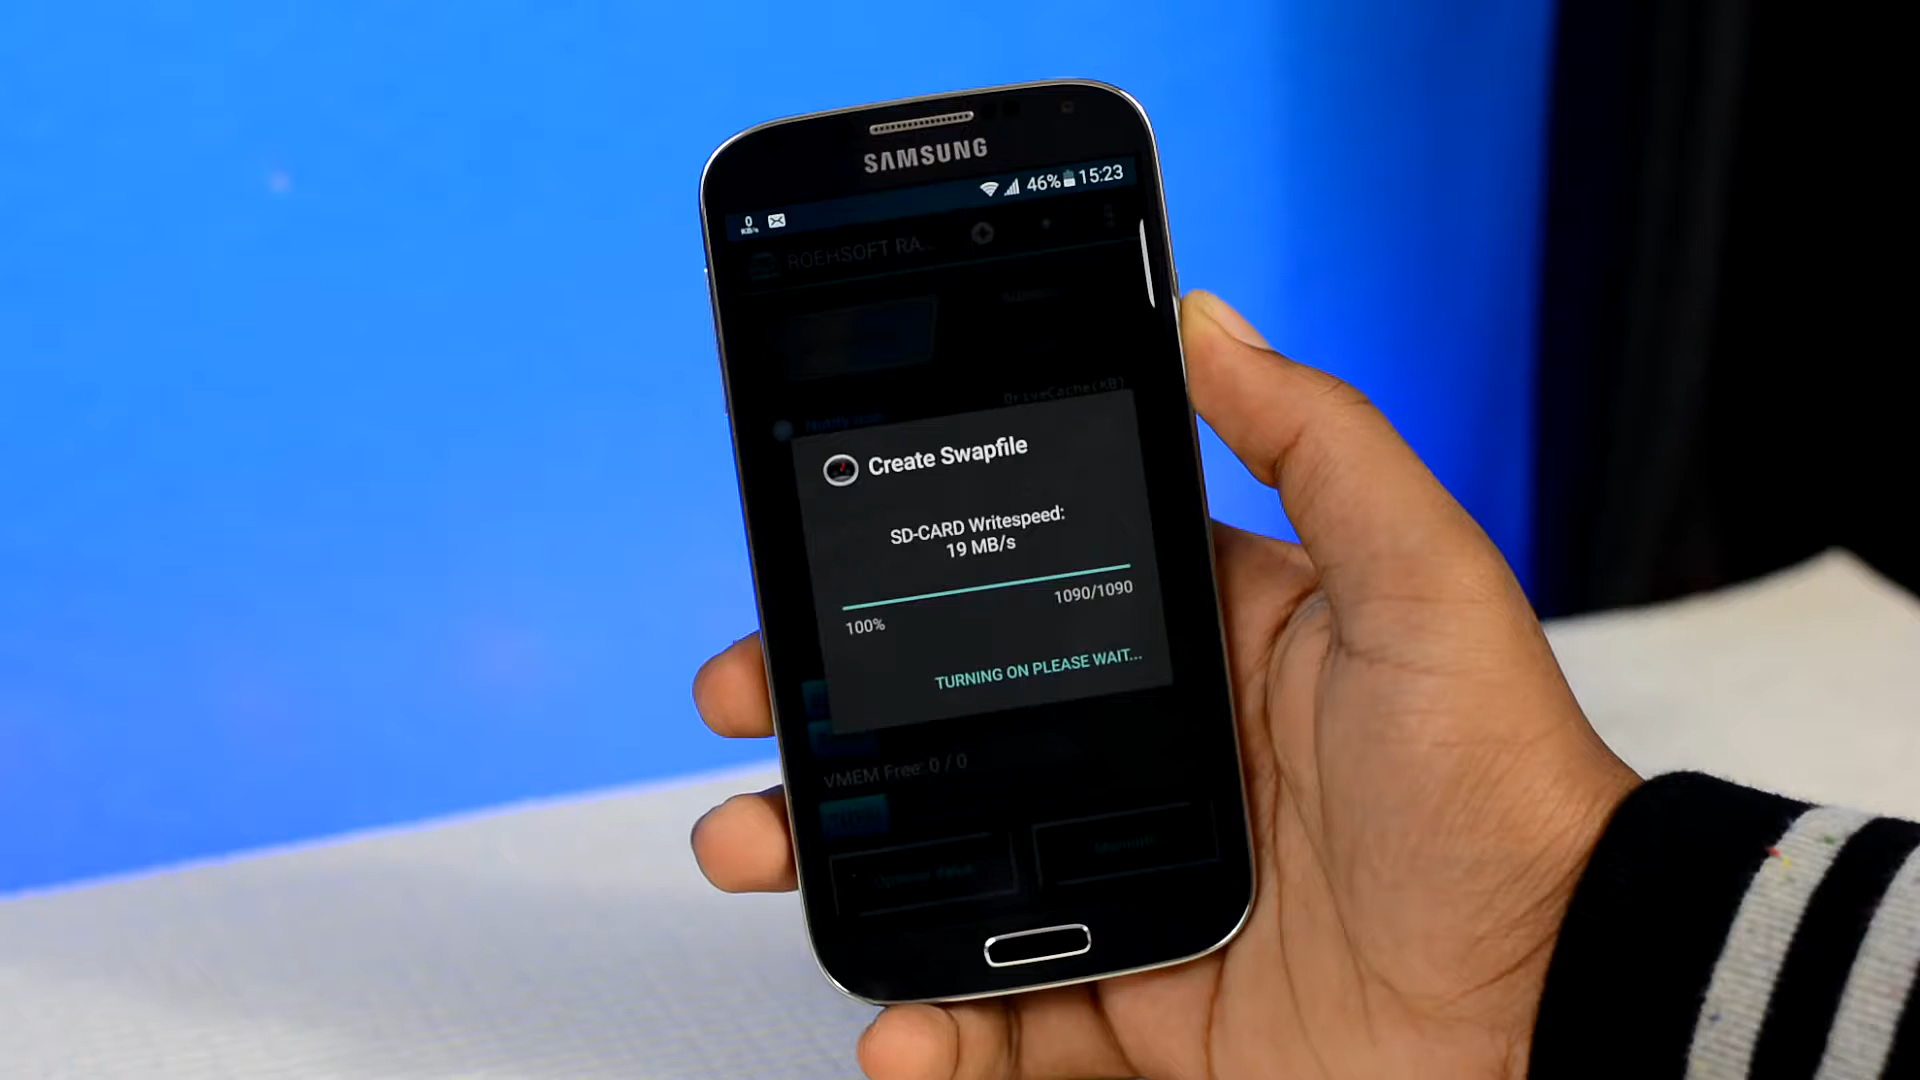 SAMSUNG
46% 15:23
0
KB/s
ROEHSOFT RA...
DriveCache(KB)
Create Swapfile
SD-CARD Writespeed:
19 MB/s
1090/1090
100%
TURNING ON PLEASE WAIT...
VMEM Free: 0 / 0